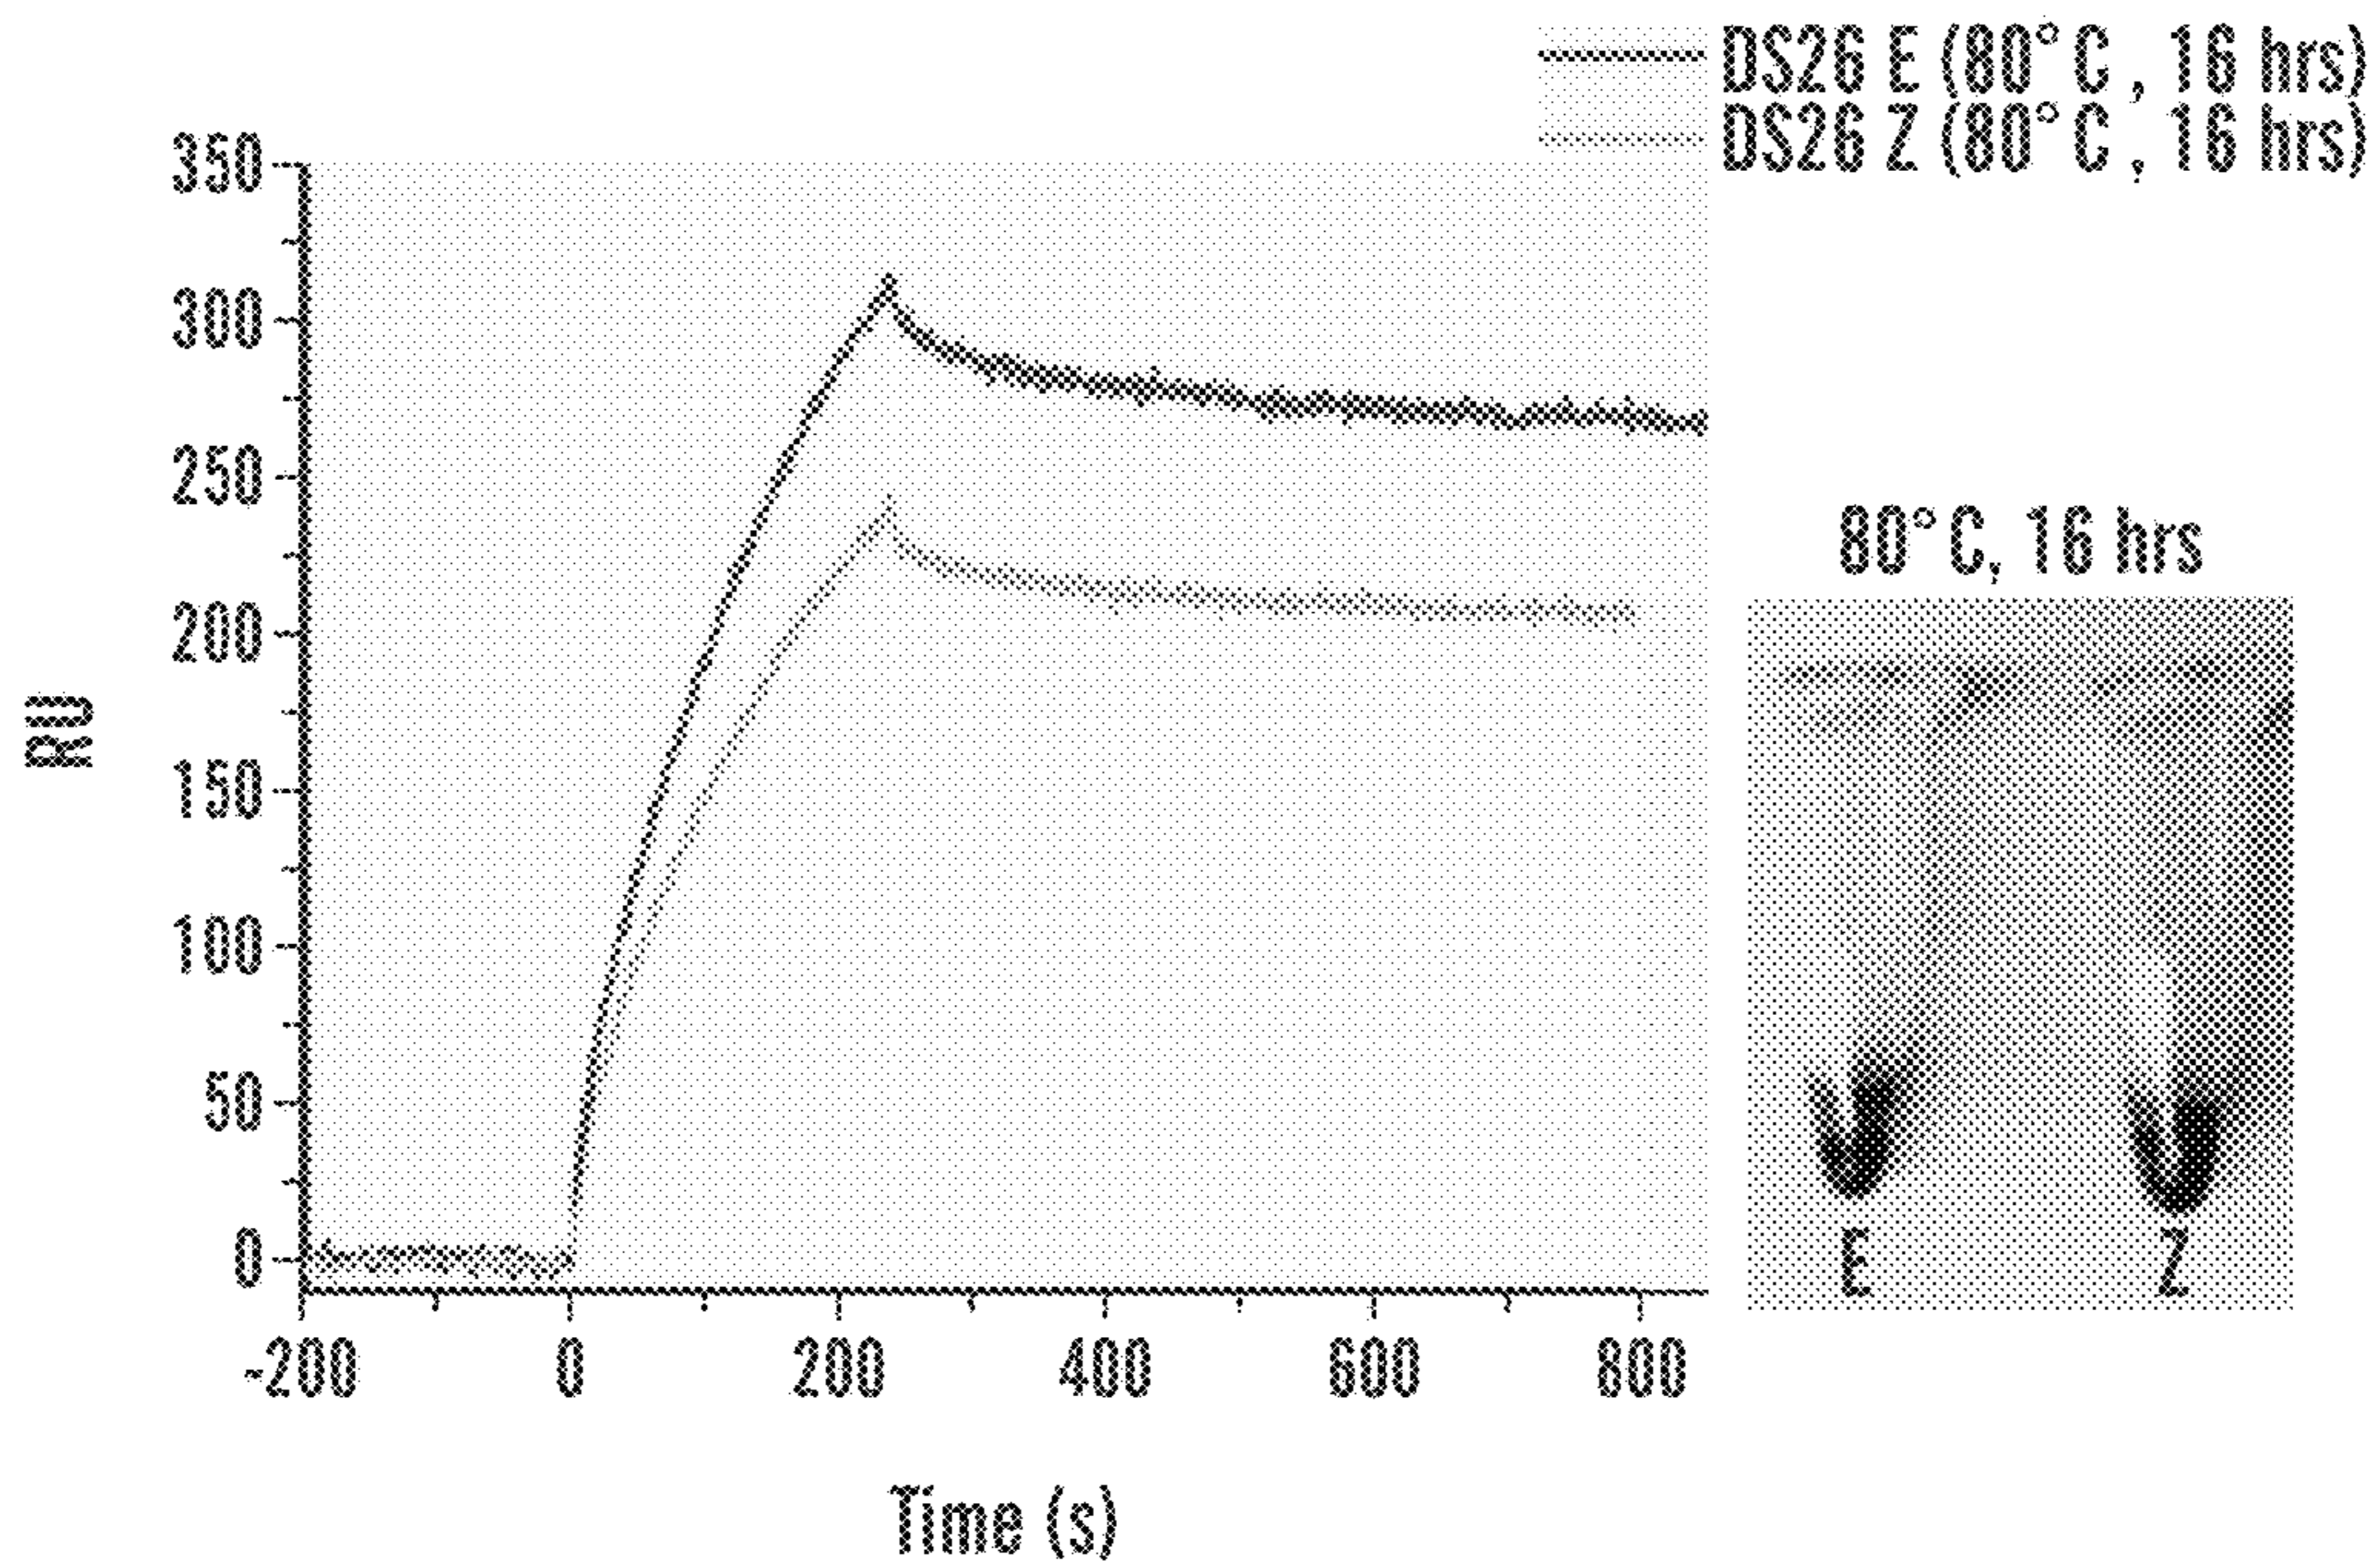 DS26 E (80°C, 16 hrs)
DS26 Z (80°C, 16 hrs)
350
300
250
200
150
100
50
0
RU
-200 0 200 400 600 800
Time (s)
80°C, 16 hrs
E Z